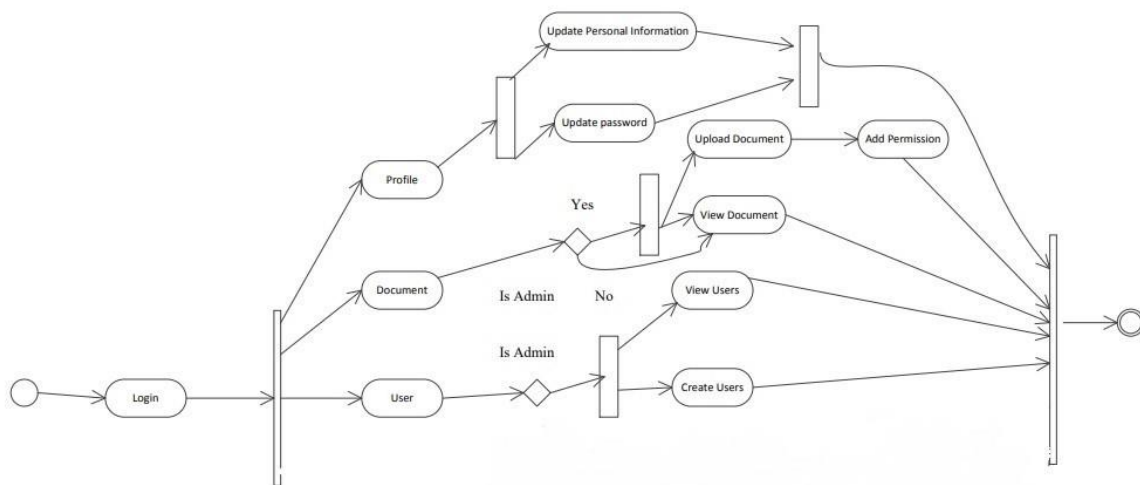 Update Personal Information
Update password
Upload Document
Add Permission
Profile
Yes
View Document
Document
Is Admin
No
View Users
Is Admin
Login
User
Create Users